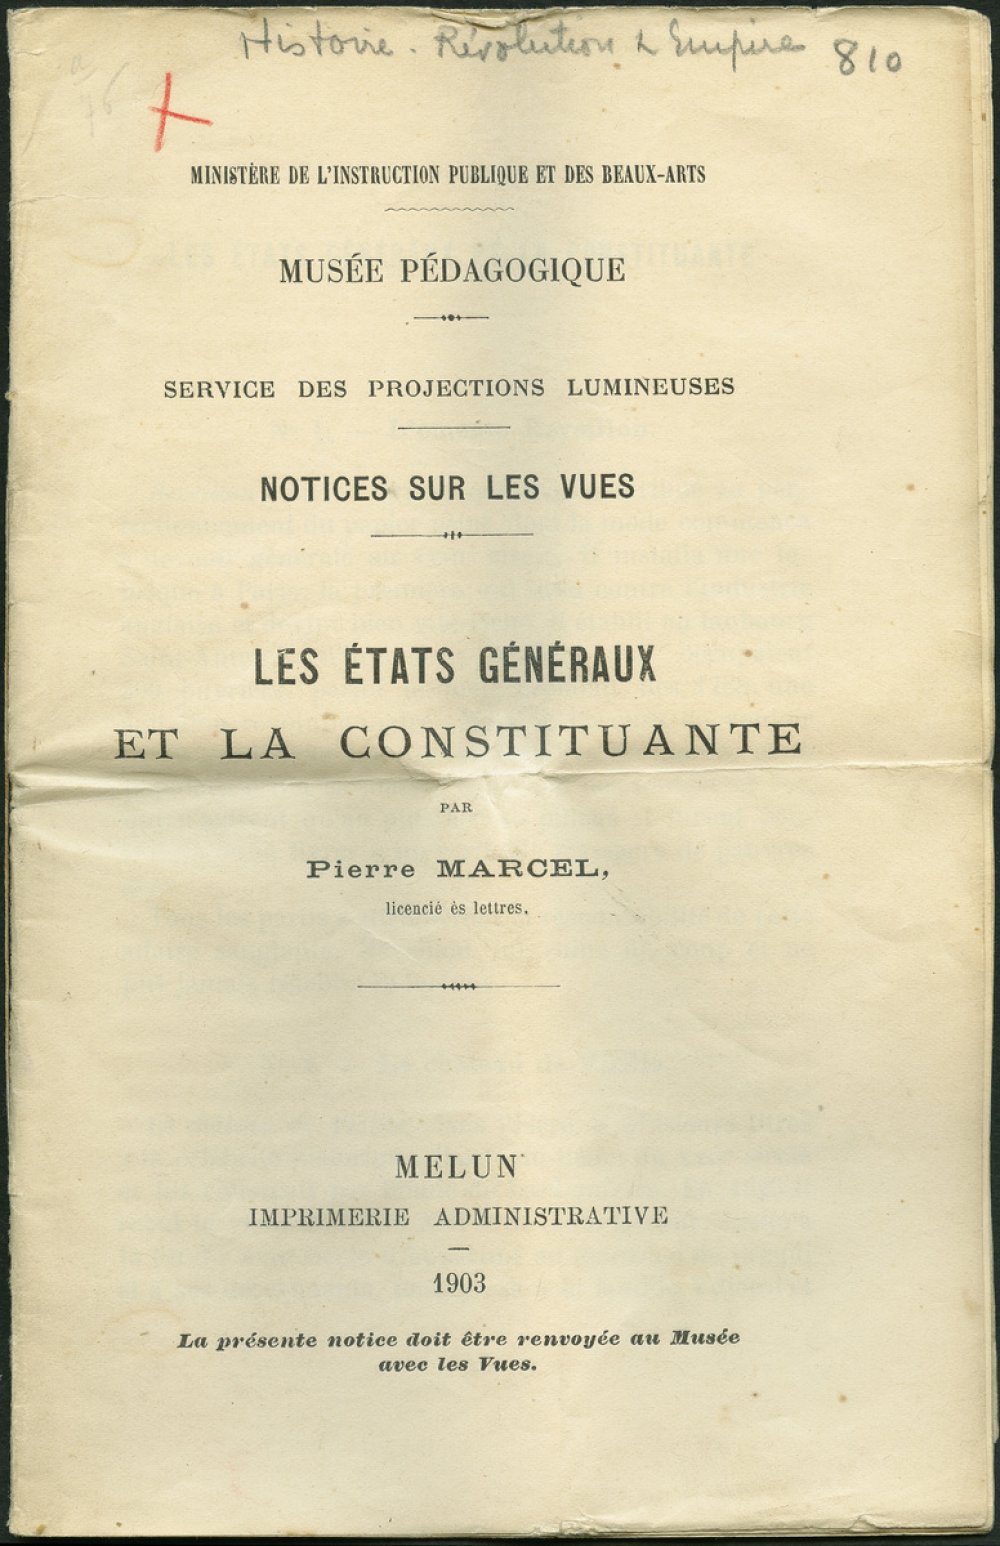 Histoire. Révolution & Empire 810
MINISTÈRE DE L'INSTRUCTION PUBLIQUE ET DES BEAUX-ARTS
MUSÉE PÉDAGOGIQUE
SERVICE DES PROJECTIONS LUMINEUSES
NOTICES SUR LES VUES
LES ÉTATS GÉNÉRAUX
ET LA CONSTITUANTE
PAR
Pierre MARCEL,
licencié ès lettres.
MELUN
IMPRIMERIE ADMINISTRATIVE
1903
La présente notice doit être renvoyée au Musée
avec les Vues.